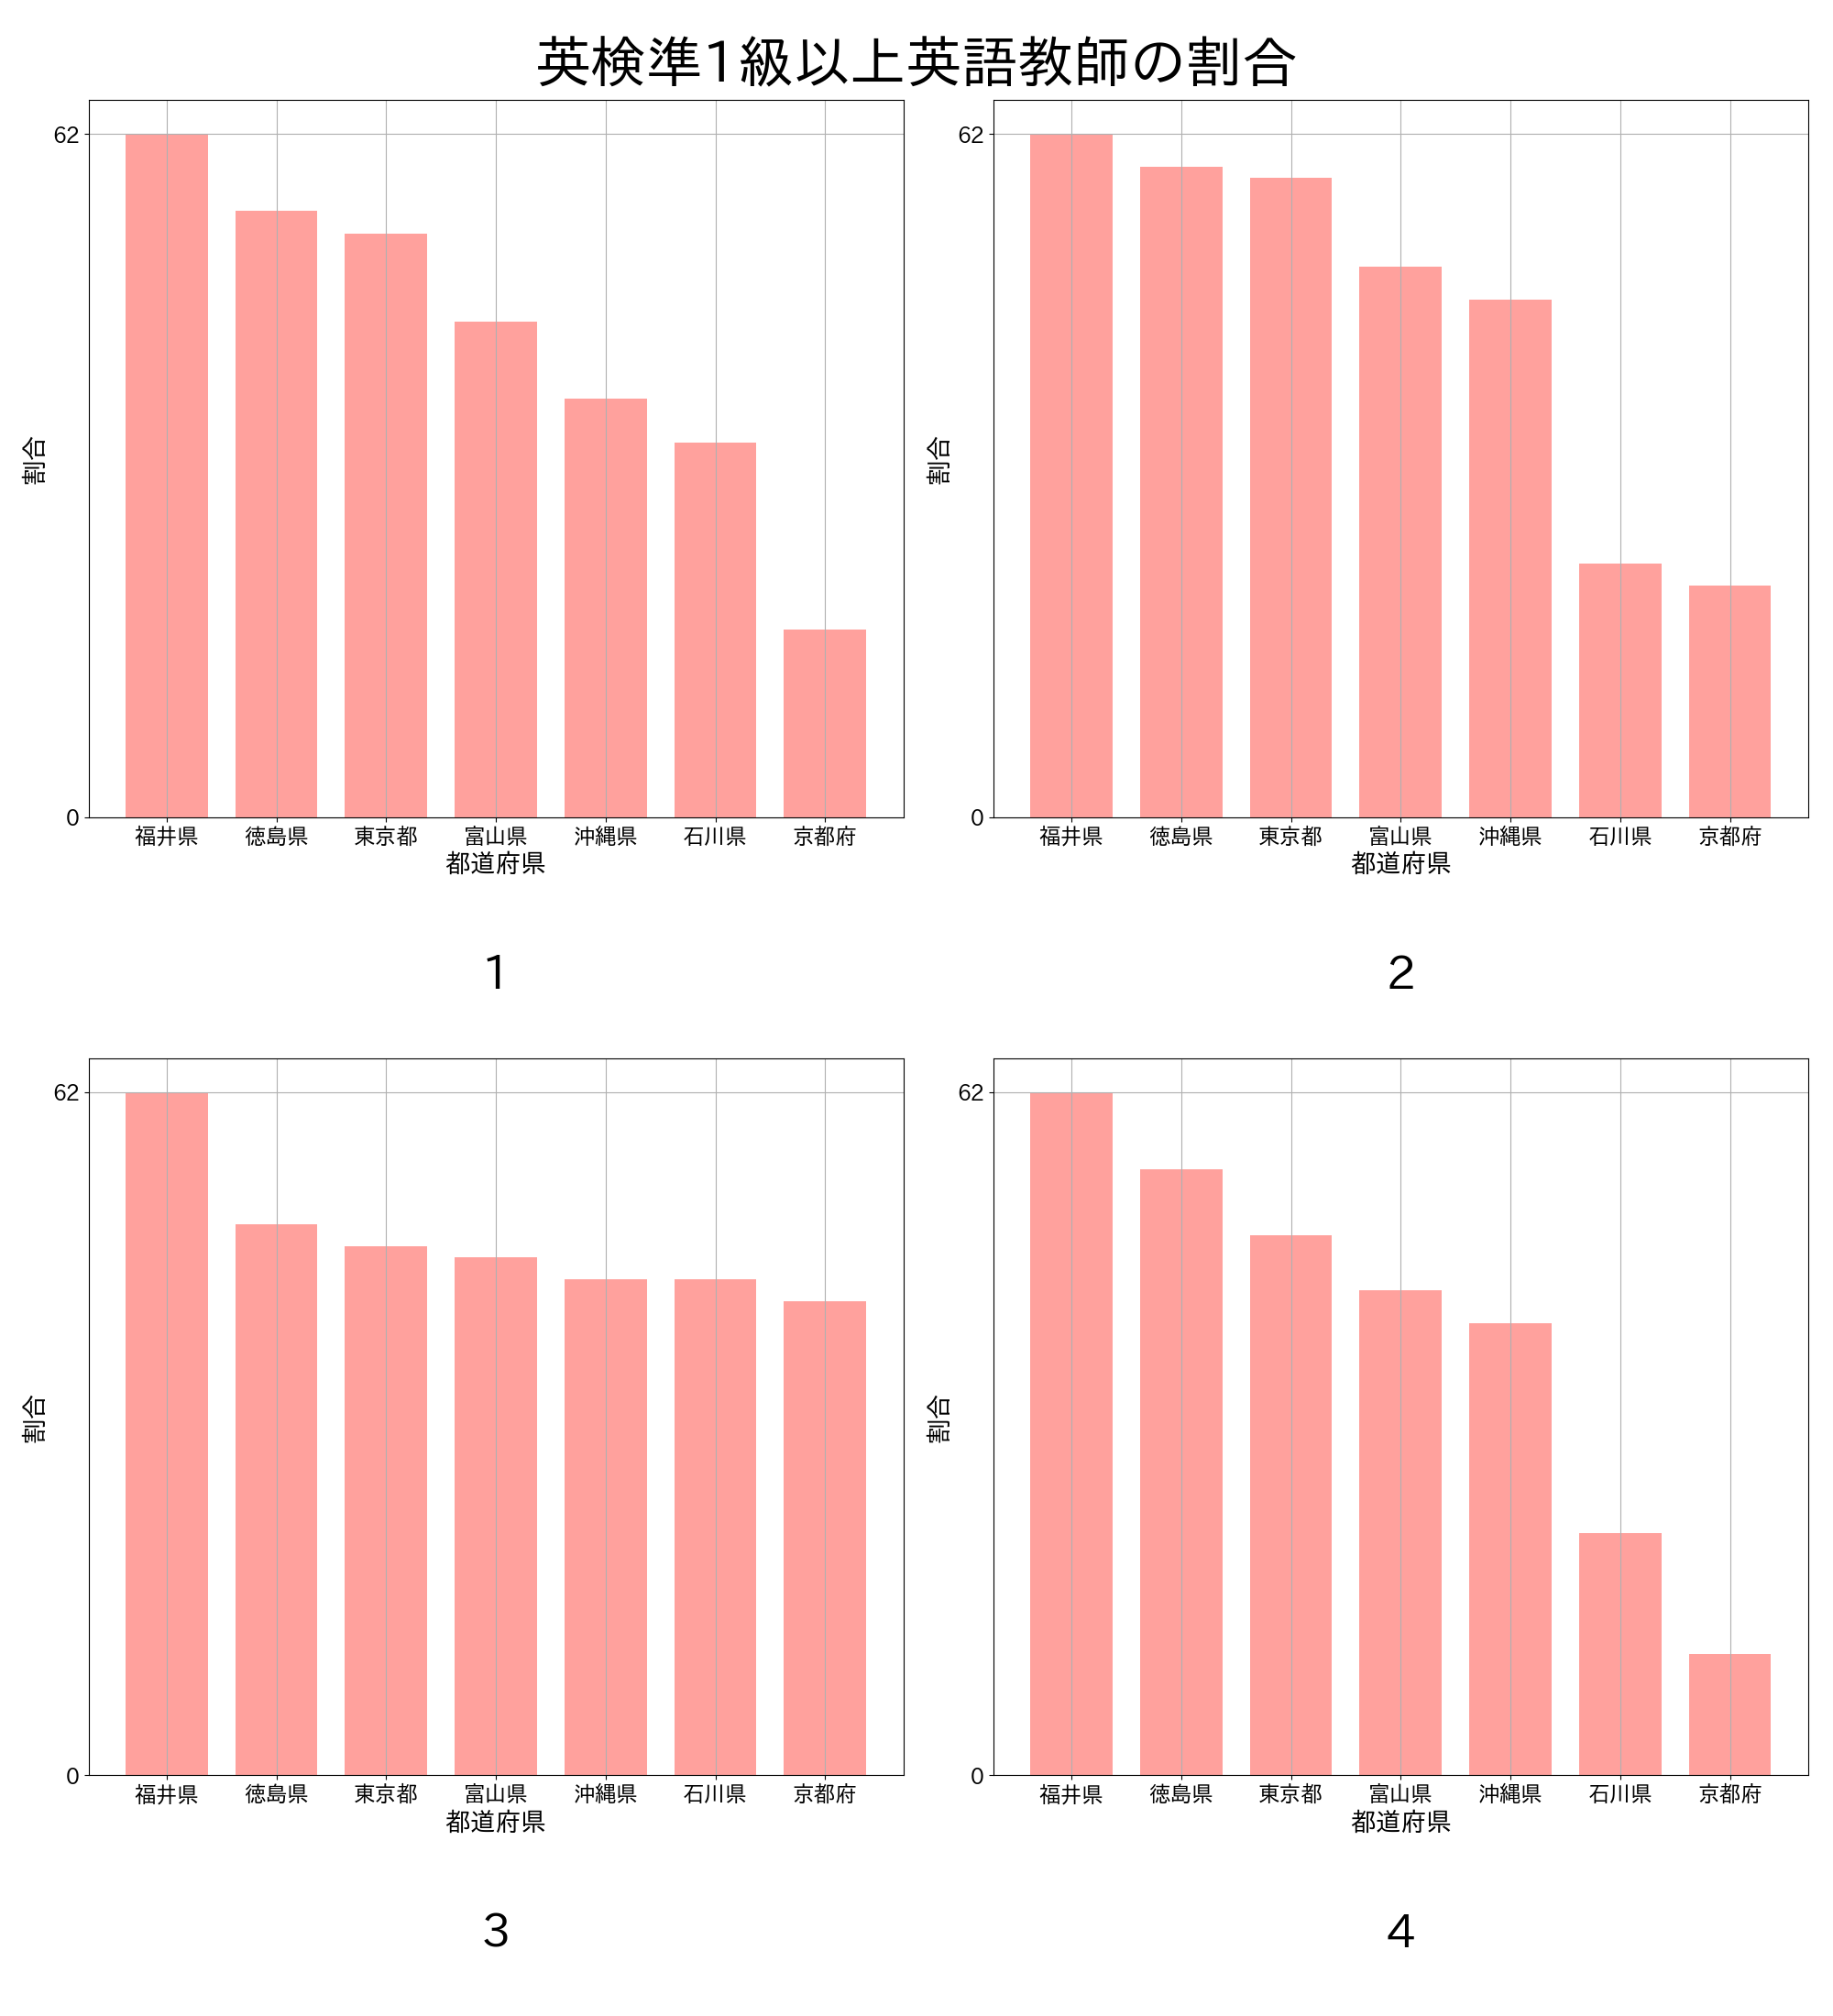 英検準1級以上英語教師の割合
62
0
割合
福井県 徳島県 東京都 富山県 沖縄県 石川県 京都府
都道府県
1
62
0
割合
福井県 徳島県 東京都 富山県 沖縄県 石川県 京都府
都道府県
2
62
0
割合
福井県 徳島県 東京都 富山県 沖縄県 石川県 京都府
都道府県
3
62
0
割合
福井県 徳島県 東京都 富山県 沖縄県 石川県 京都府
都道府県
4